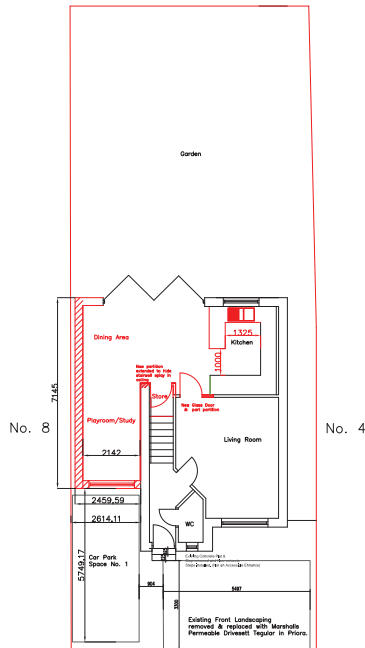 Garden
Dining Area
New partition
extended to hide
stairwell splay in
ceiling
1325
Kitchen
1000
Store
7145
No. 8
Playroom/Study
New Glass Door
& part partition.
Living Room
No. 4
2142
2459,59
2614,11
WC
Car Park
Space No. 1
5749,17
904
5497
3300
Existing Front Landscaping
removed & replaced with Marshalls
Permeable Drivesett Tegular in Priora.